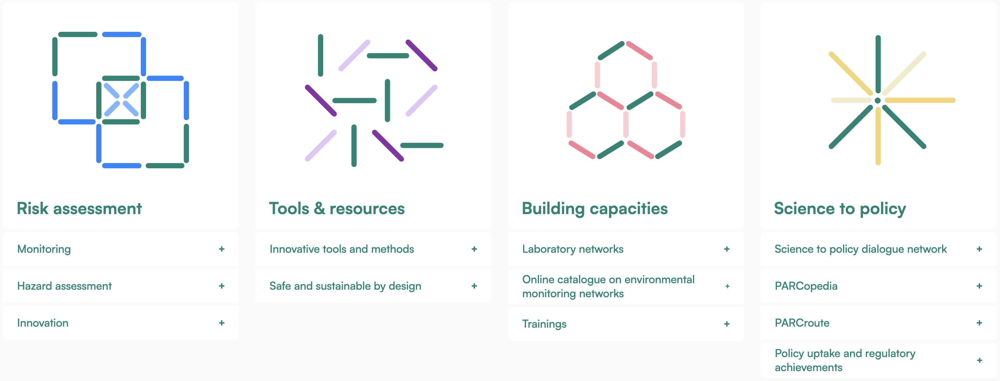 Risk assessment
Monitoring +
Hazard assessment +
Innovation +
Tools & resources
Innovative tools and methods +
Safe and sustainable by design +
Building capacities
Laboratory networks +
Online catalogue on environmental
monitoring networks +
Trainings +
Science to policy
Science to policy dialogue network +
PARCopedia +
PARCroute +
Policy uptake and regulatory
achievements +